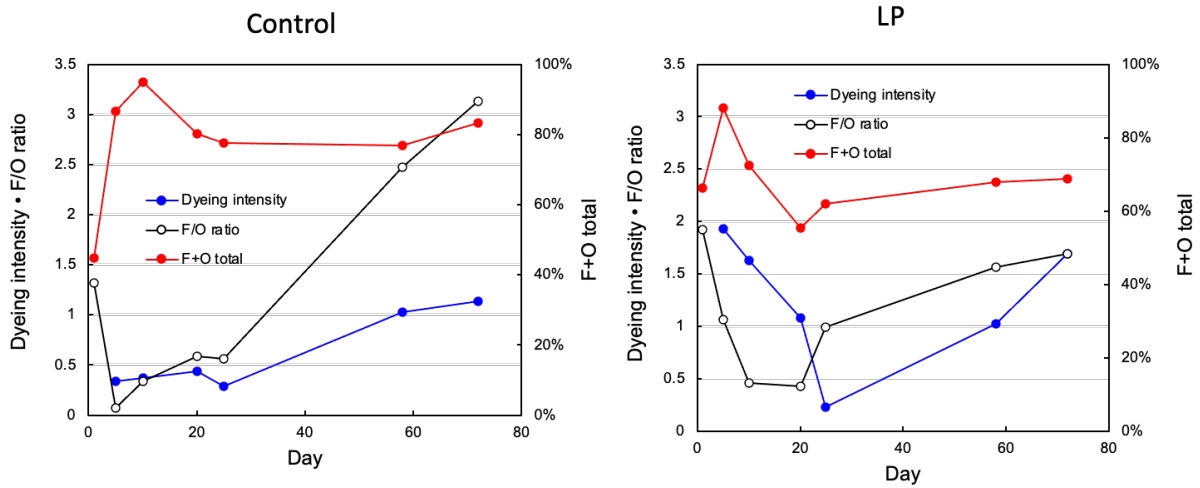 Control
3.5
3
2.5
2
1.5
1
0.5
0
100%
80%
60%
40%
20%
0%
0
20
40
60
80
Dyeing intensity • F/O ratio
F+O total
Day
Dyeing intensity
F/O ratio
F+O total
LP
3.5
3
2.5
2
1.5
1
0.5
0
100%
80%
60%
40%
20%
0%
0
20
40
60
80
Dyeing intensity • F/O ratio
F+O total
Day
Dyeing intensity
F/O ratio
F+O total